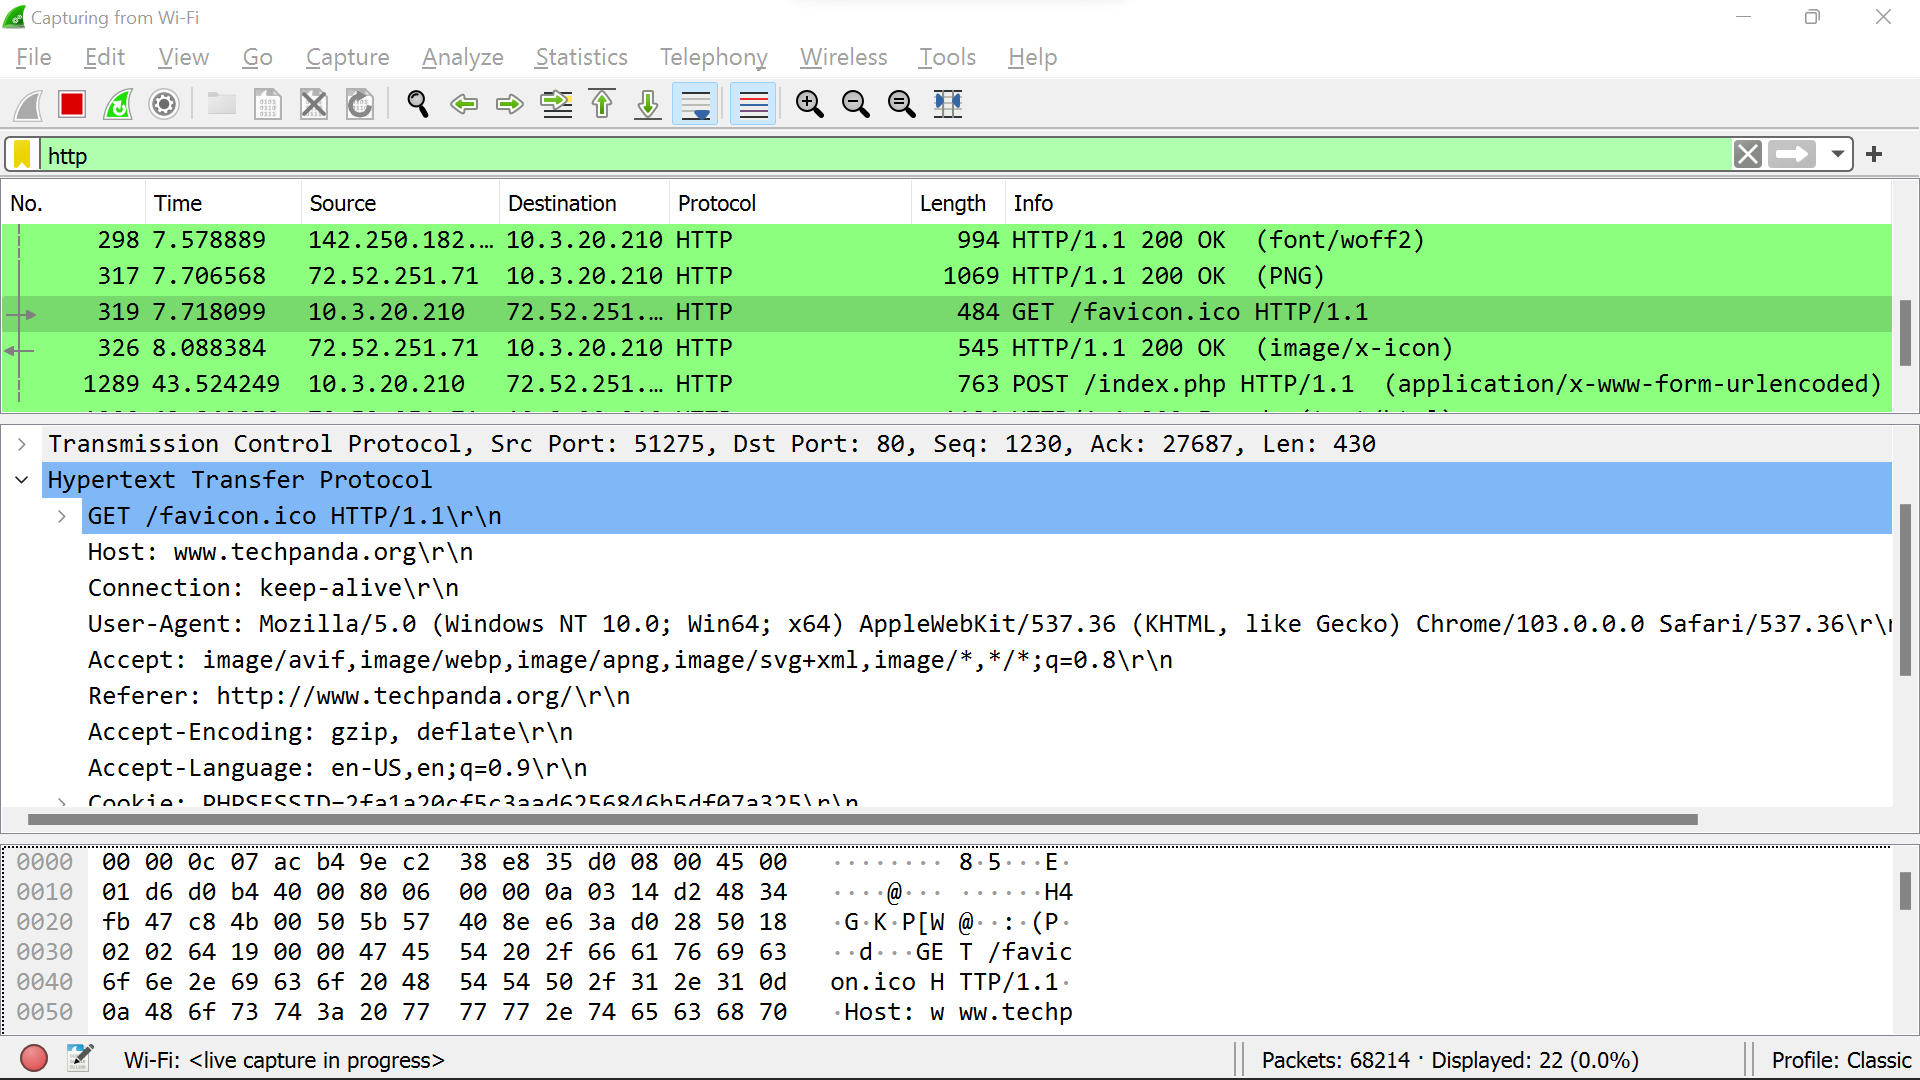 Capturing from Wi-Fi
File Edit View Go Capture Analyze Statistics Telephony Wireless Tools Help
http
No. Time Source Destination Protocol Length Info
298 7.578889 142.250.182.… 10.3.20.210 HTTP 994 HTTP/1.1 200 OK (font/woff2)
317 7.706568 72.52.251.71 10.3.20.210 HTTP 1069 HTTP/1.1 200 OK (PNG)
319 7.718099 10.3.20.210 72.52.251.… HTTP 484 GET /favicon.ico HTTP/1.1
326 8.088384 72.52.251.71 10.3.20.210 HTTP 545 HTTP/1.1 200 OK (image/x-icon)
1289 43.524249 10.3.20.210 72.52.251.… HTTP 763 POST /index.php HTTP/1.1 (application/x-www-form-urlencoded)
Transmission Control Protocol, Src Port: 51275, Dst Port: 80, Seq: 1230, Ack: 27687, Len: 430
Hypertext Transfer Protocol
GET /favicon.ico HTTP/1.1\r\n
Host: www.techpanda.org\r\n
Connection: keep-alive\r\n
User-Agent: Mozilla/5.0 (Windows NT 10.0; Win64; x64) AppleWebKit/537.36 (KHTML, like Gecko) Chrome/103.0.0.0 Safari/537.36\r\
Accept: image/avif,image/webp,image/apng,image/svg+xml,image/*,*/*;q=0.8\r\n
Referer: http://www.techpanda.org/\r\n
Accept-Encoding: gzip, deflate\r\n
Accept-Language: en-US,en;q=0.9\r\n
Cookie: PHPSESSID=2fa1a20cf5c3aad6256846b5df07a325\r\n
0000 00 00 0c 07 ac b4 9e c2 38 e8 35 d0 08 00 45 00 ········ 8·5···E·
0010 01 d6 d0 b4 40 00 80 06 00 00 0a 03 14 d2 48 34 ····@··· ······H4
0020 fb 47 c8 4b 00 50 5b 57 40 8e e6 3a d0 28 50 18 ·G·K·P[W @··:·(P·
0030 02 02 64 19 00 00 47 45 54 20 2f 66 61 76 69 63 ··d···GE T /favic
0040 6f 6e 2e 69 63 6f 20 48 54 54 50 2f 31 2e 31 0d on.ico H TTP/1.1·
0050 0a 48 6f 73 74 3a 20 77 77 77 2e 74 65 63 68 70 ·Host: w ww.techp
Wi-Fi: <live capture in progress> Packets: 68214 · Displayed: 22 (0.0%) Profile: Classic